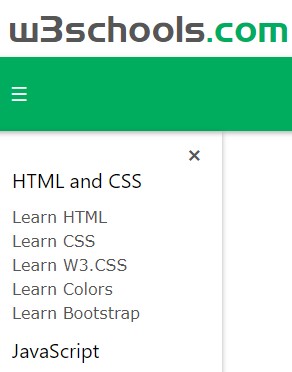 w3schools.com
☰
×
HTML and CSS
Learn HTML
Learn CSS
Learn W3.CSS
Learn Colors
Learn Bootstrap
JavaScript